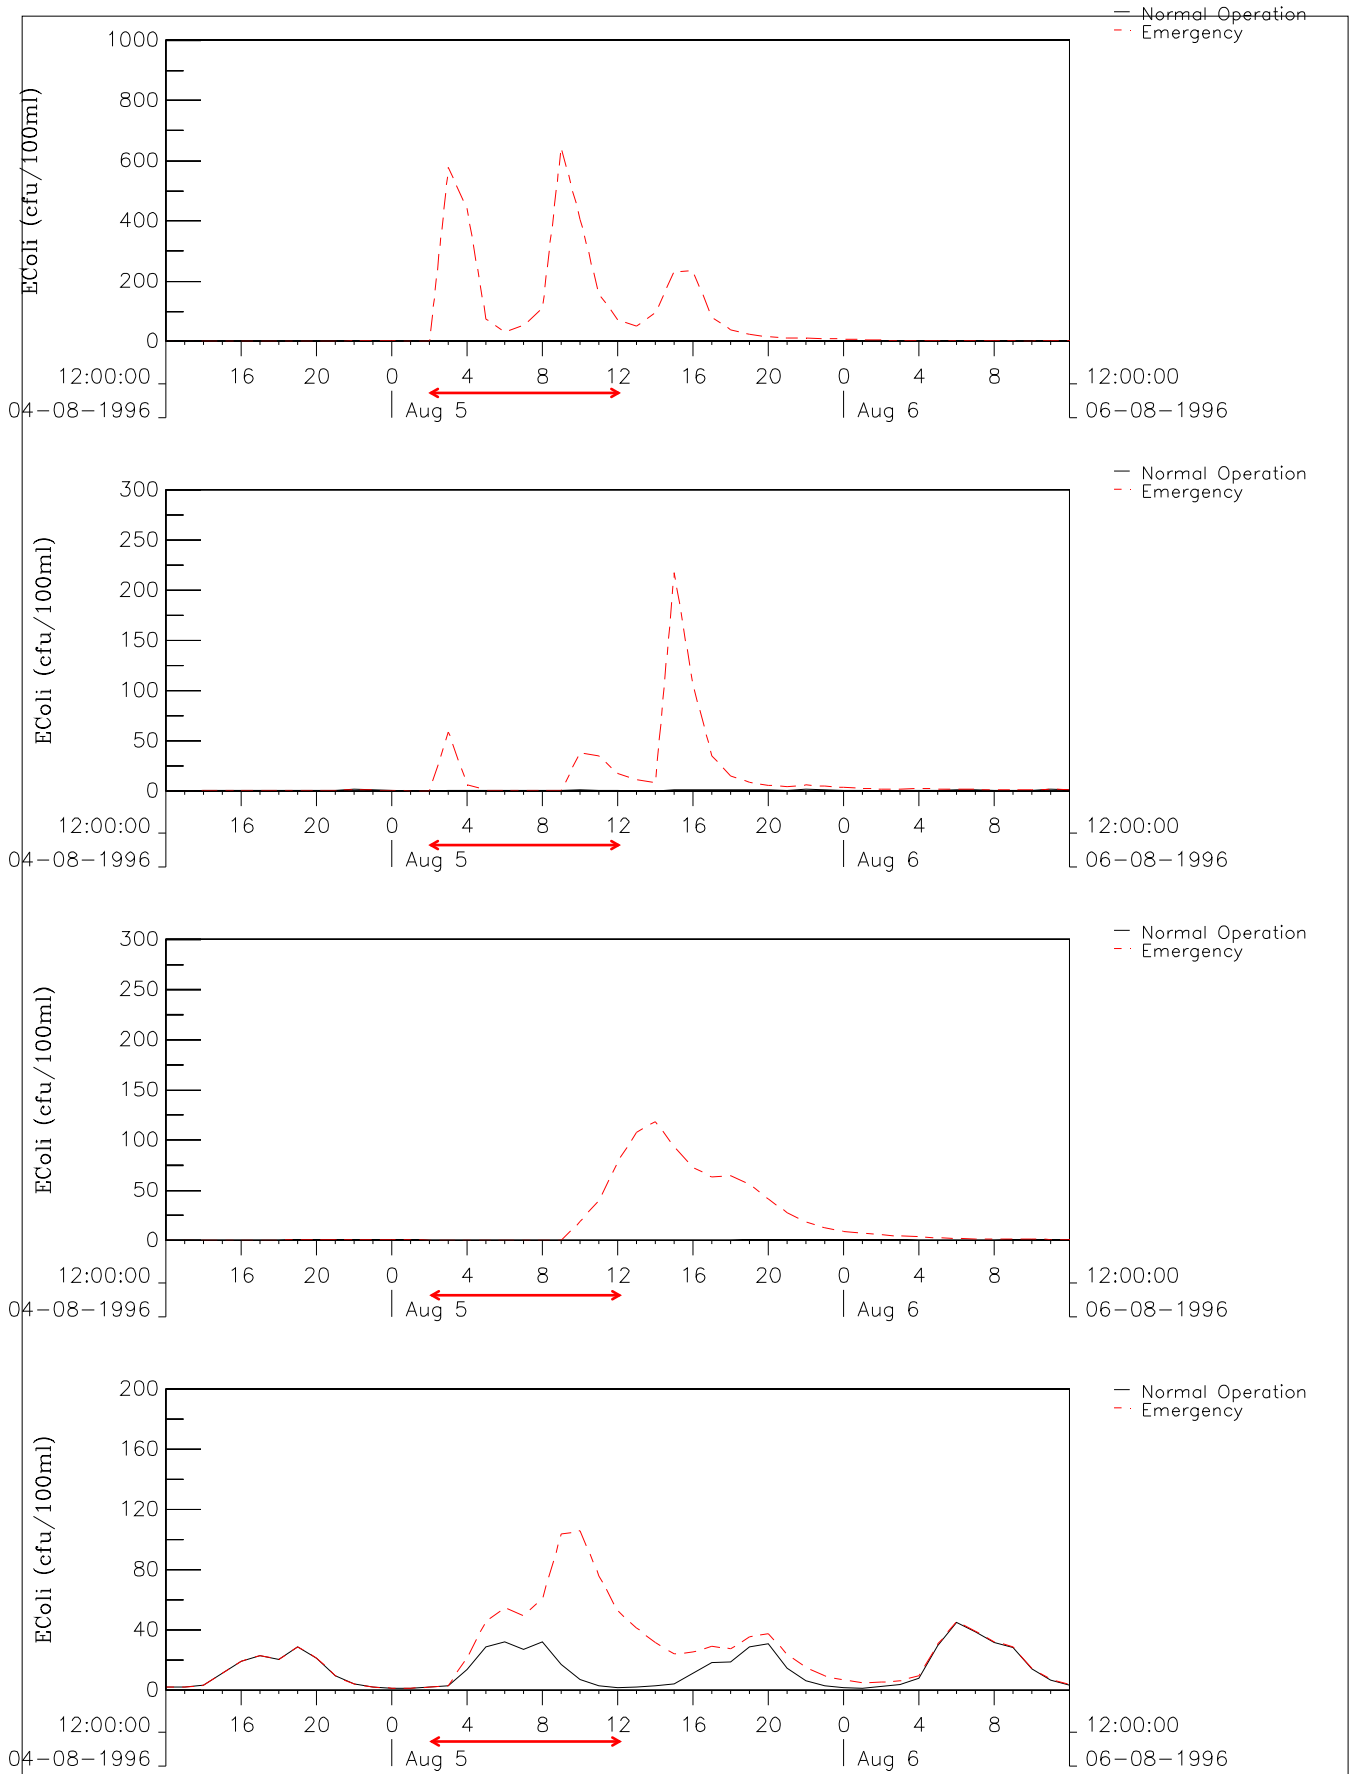 Normal Operation
Emergency
EColi (cfu/100ml)
1000
800
600
400
200
0
16 20 0 4 8 12 16 20 0 4 8
12:00:00 12:00:00
04-08-1996 Aug 5 Aug 6 06-08-1996
Normal Operation
Emergency
EColi (cfu/100ml)
300
250
200
150
100
50
0
16 20 0 4 8 12 16 20 0 4 8
12:00:00 12:00:00
04-08-1996 Aug 5 Aug 6 06-08-1996
Normal Operation
Emergency
EColi (cfu/100ml)
300
250
200
150
100
50
0
16 20 0 4 8 12 16 20 0 4 8
12:00:00 12:00:00
04-08-1996 Aug 5 Aug 6 06-08-1996
Normal Operation
Emergency
EColi (cfu/100ml)
200
160
120
80
40
0
16 20 0 4 8 12 16 20 0 4 8
12:00:00 12:00:00
04-08-1996 Aug 5 Aug 6 06-08-1996